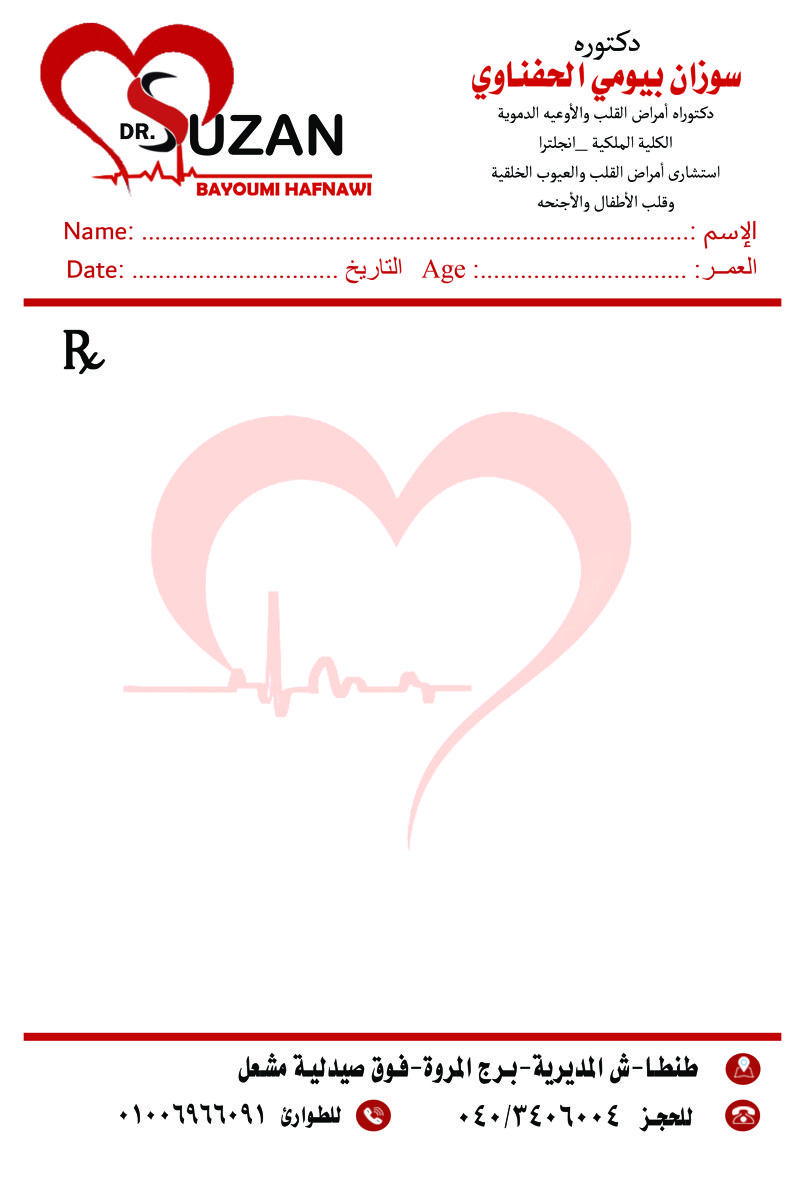 DR. SUZAN
BAYOUMI HAFNAWI
دكتوره
سوزان بيومي الحفناوي
دكتوراه أمراض القلب والأوعيه الدموية
الكلية الملكية _انجلترا
استشارى أمراض القلب والعيوب الخلقية
وقلب الأطفال والأجنحه
Name: .................................................................................: الإسم
Date: ............................... التاريخ Age :............................... :العمـر
℞
طنطا-ش المديرية-برج المروة-فوق صيدلية مشعل
للحجز ٠٤٠/٣٤٠٦٠٠٤ للطوارئ ٠١٠٠٦٩٦٦٠٩١